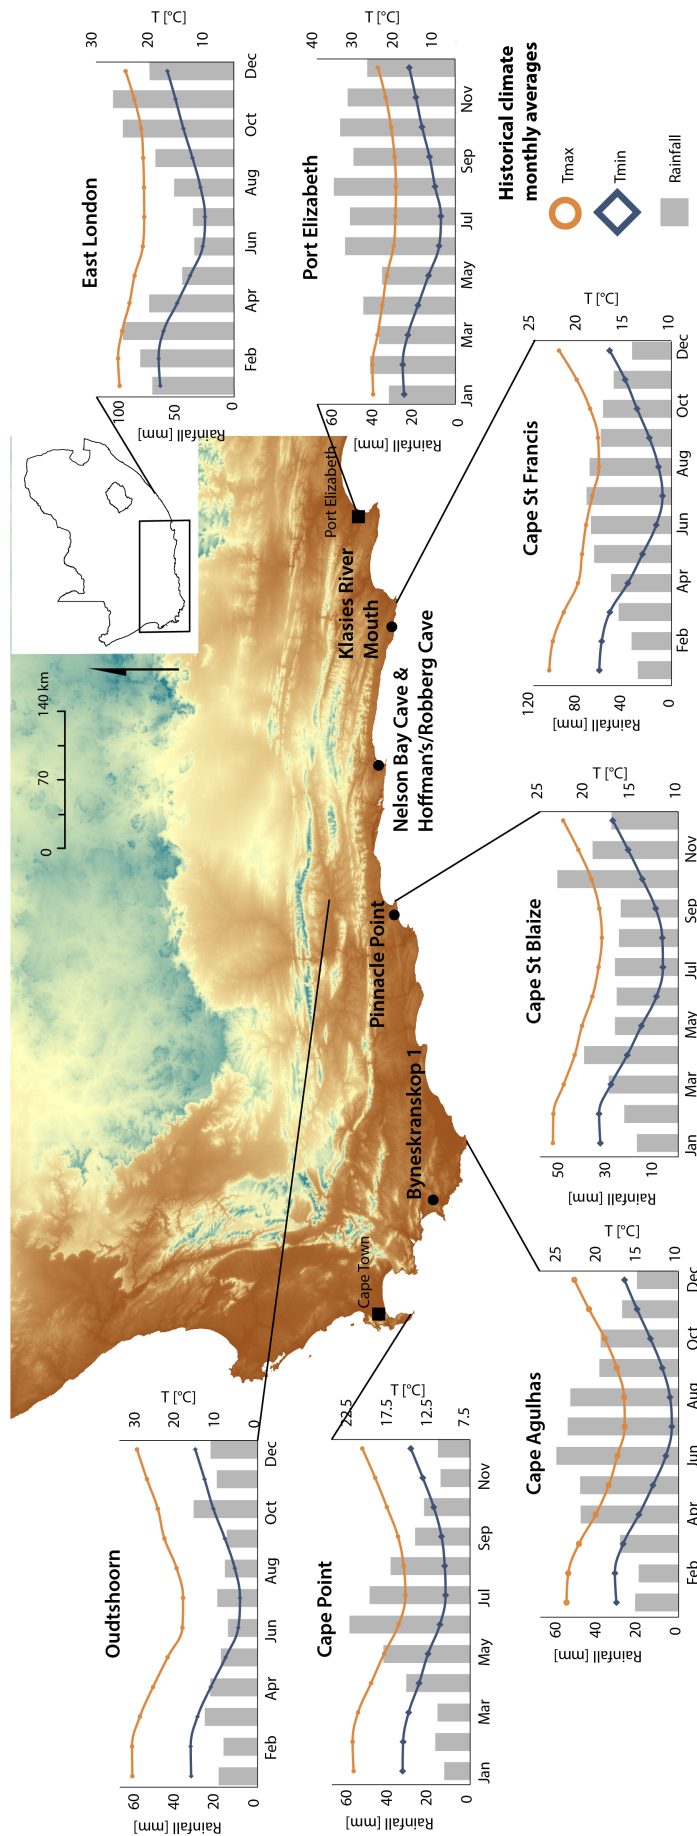 Oudtshoorn
T [°C]
30
20
10
0
Rainfall [mm]
60
40
20
0
Feb
Apr
Jun
Aug
Oct
Dec
Cape Point
T [°C]
22.5
17.5
12.5
7.5
Rainfall [mm]
60
40
20
0
Jan
Mar
May
Jul
Sep
Nov
Cape Agulhas
T [°C]
25
20
15
10
Rainfall [mm]
60
40
20
0
Feb
Apr
Jun
Aug
Oct
Dec
Cape St Blaize
T [°C]
25
20
15
10
Rainfall [mm]
50
30
10
Jan
Mar
May
Jul
Sep
Nov
Cape St Francis
T [°C]
25
20
15
10
Rainfall [mm]
120
80
40
0
Feb
Apr
Jun
Aug
Oct
Dec
East London
T [°C]
30
20
10
Rainfall [mm]
100
50
0
Feb
Apr
Jun
Aug
Oct
Dec
Port Elizabeth
T [°C]
40
30
20
10
Rainfall [mm]
60
40
20
0
Jan
Mar
May
Jul
Sep
Nov
0 70 140 km
Cape Town
Byneskranskop 1
Pinnacle Point
Nelson Bay Cave &
Hoffman's/Robberg Cave
Klasies River
Mouth
Port Elizabeth
Historical climate
monthly averages
Tmax
Tmin
Rainfall